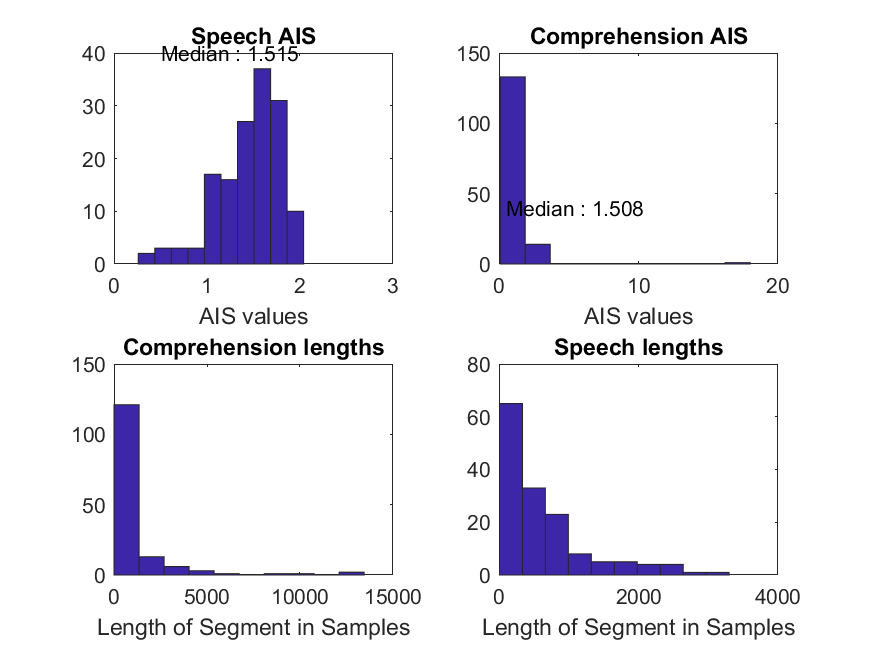 Speech AIS
Median : 1.515
40
30
20
10
0
0 1 2 3
AIS values
Comprehension AIS
150
100
50
Median : 1.508
0
0 10 20
AIS values
Comprehension lengths
150
100
50
0
0 5000 10000 15000
Length of Segment in Samples
Speech lengths
80
60
40
20
0
0 2000 4000
Length of Segment in Samples